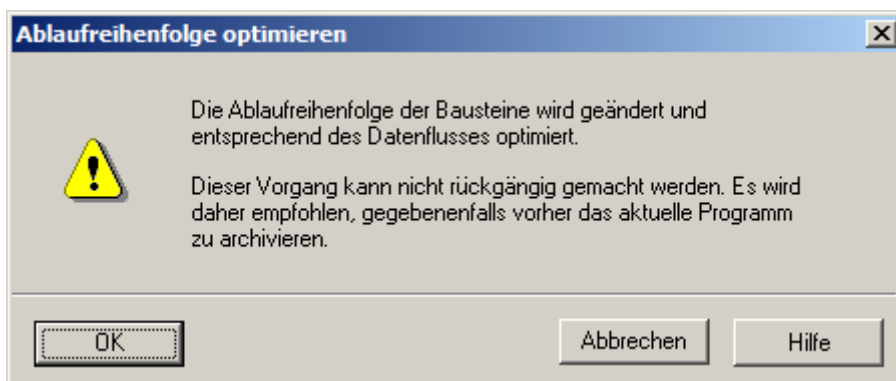 Ablaufreihenfolge optimieren
Die Ablaufreihenfolge der Bausteine wird geändert und
entsprechend des Datenflusses optimiert.
Dieser Vorgang kann nicht rückgängig gemacht werden. Es wird
daher empfohlen, gegebenenfalls vorher das aktuelle Programm
zu archivieren.
OK
Abbrechen
Hilfe